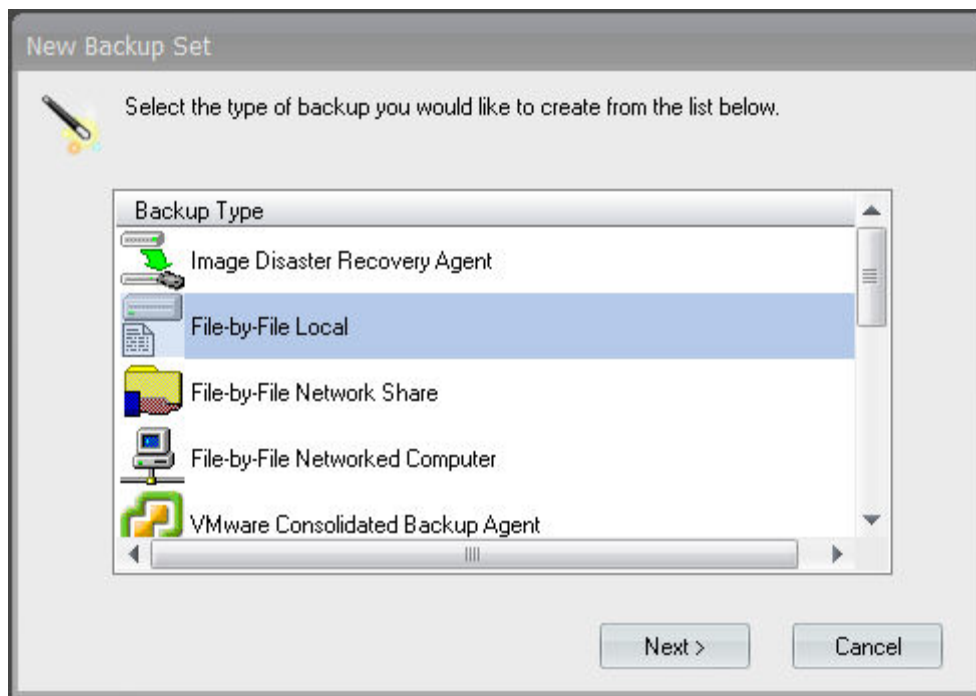 New Backup Set
Select the type of backup you would like to create from the list below.
Backup Type
Image Disaster Recovery Agent
File-by-File Local
File-by-File Network Share
File-by-File Networked Computer
VMware Consolidated Backup Agent
Next >
Cancel